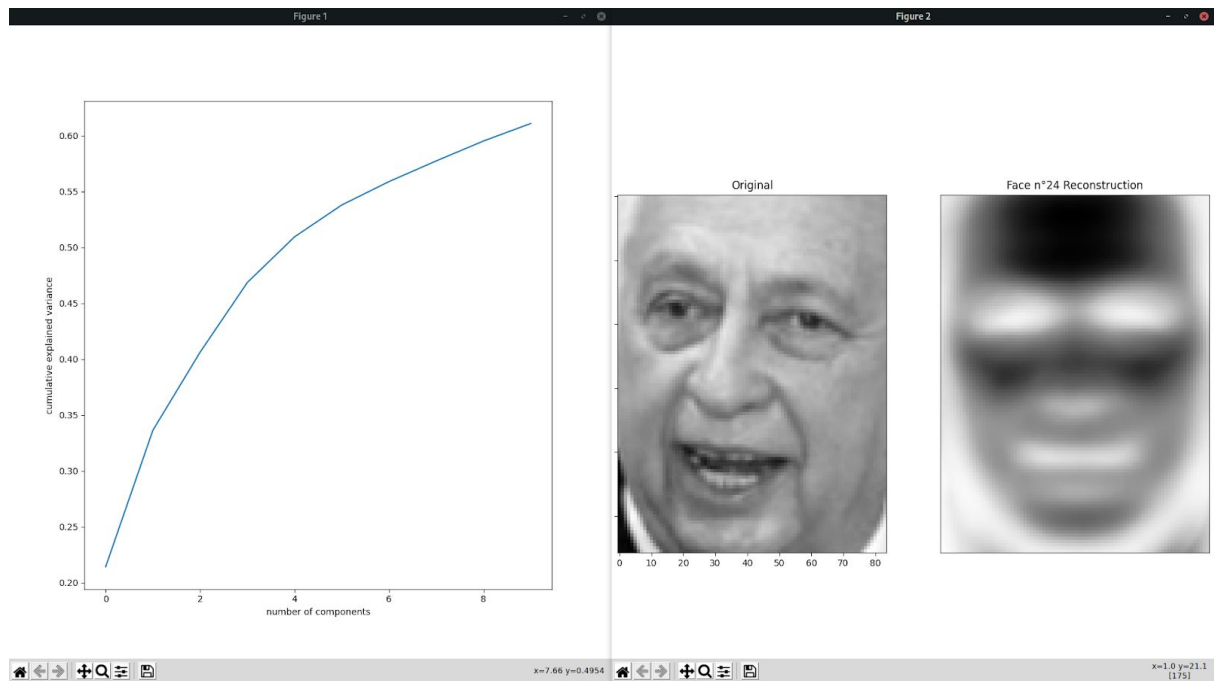 Figure 1
0.60
0.55
0.50
0.45
0.40
0.35
0.30
0.25
0.20
cumulative explained variance
0 2 4 6 8
number of components
x=7.66 y=0.4954
Figure 2
Original
0 10 20 30 40 50 60 70 80
Face n°24 Reconstruction
x=1.0 y=21.1
[175]